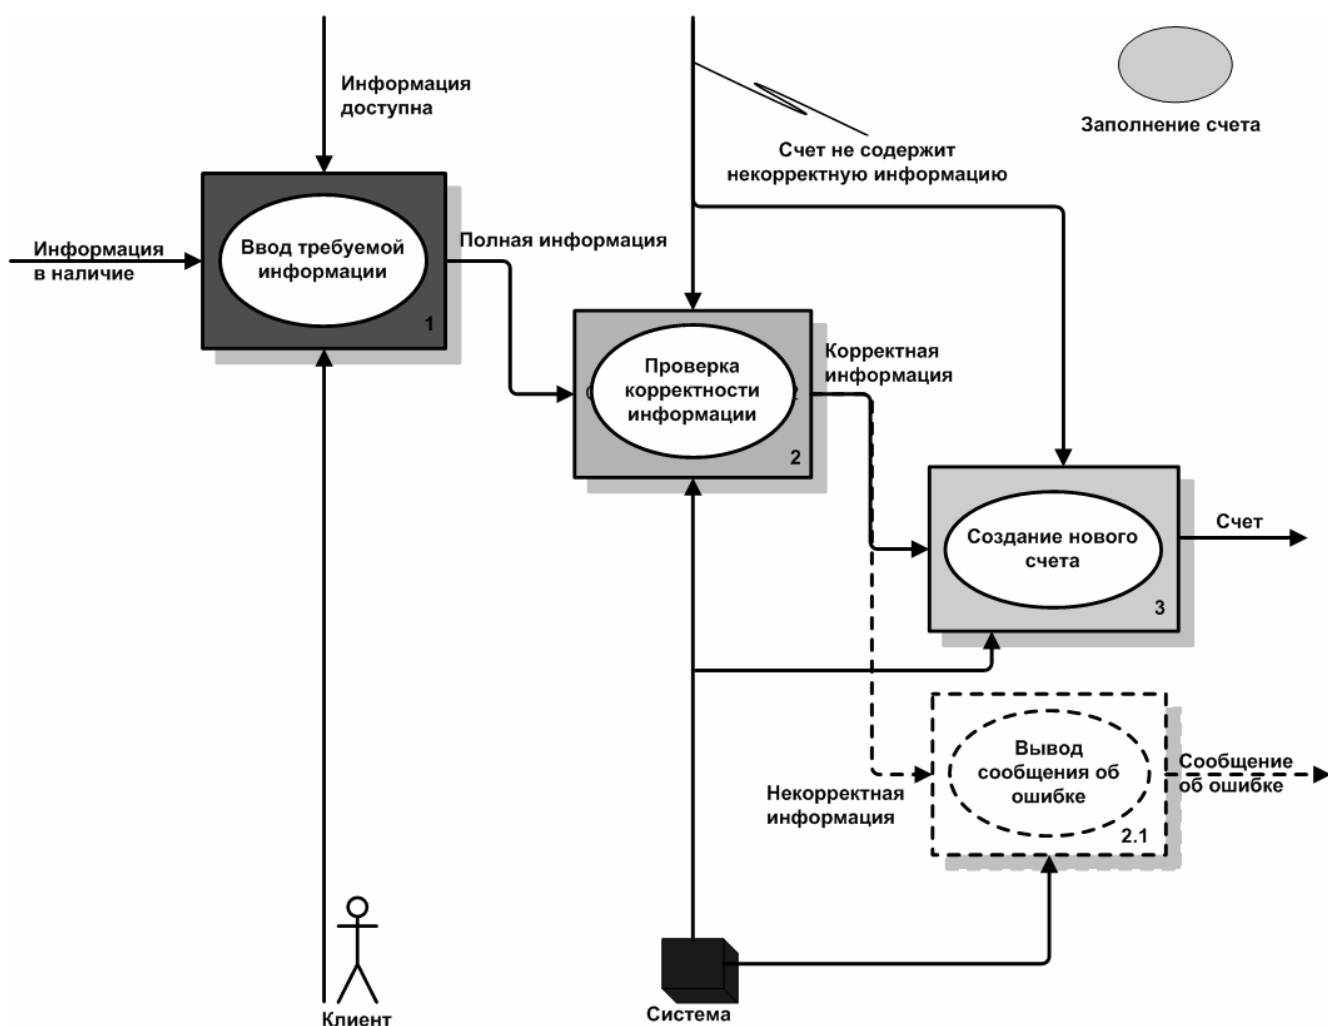 Информация
доступна
Заполнение счета
Счет не содержит
некорректную информацию
Информация
в наличие
Ввод требуемой
информации
1
Полная информация
Проверка
корректности
информации
2
Корректная
информация
Создание нового
счета
3
Счет
Некорректная
информация
Вывод
сообщения об
ошибке
2.1
Сообщение
об ошибке
Клиент
Система